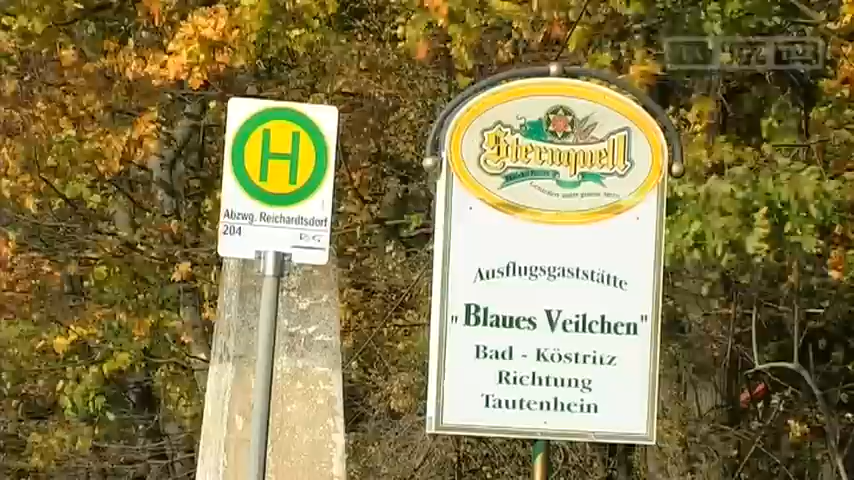 H
Abzwg. Reichardtsdorf
204
Sternquell
Ausflugsgaststätte
"Blaues Veilchen"
Bad - Köstritz
Richtung
Tautenhein